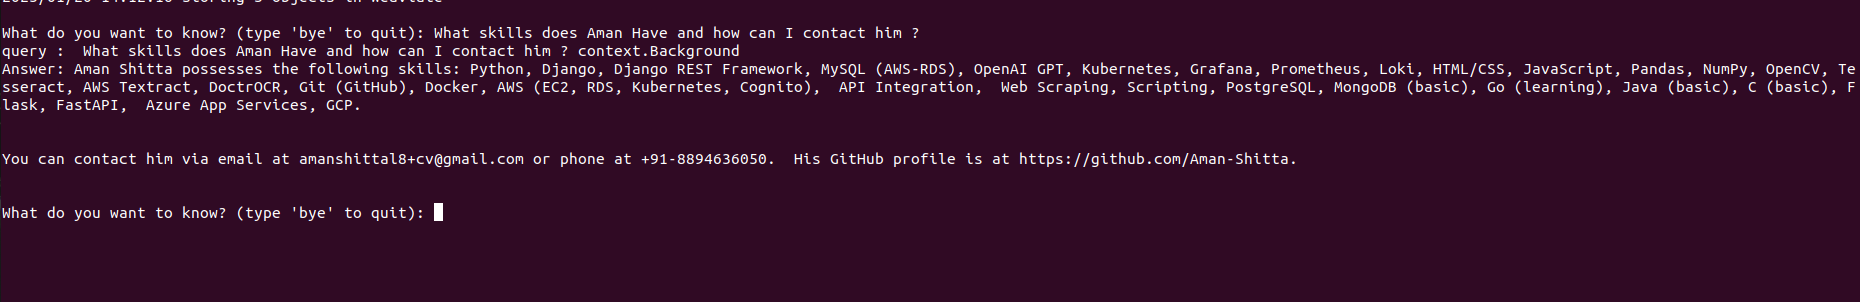 What do you want to know? (type 'bye' to quit): What skills does Aman Have and how can I contact him ?
query :  What skills does Aman Have and how can I contact him ? context.Background
Answer: Aman Shitta possesses the following skills: Python, Django, Django REST Framework, MySQL (AWS-RDS), OpenAI GPT, Kubernetes, Grafana, Prometheus, Loki, HTML/CSS, JavaScript, Pandas, NumPy, OpenCV, Te
sseract, AWS Textract, DoctrOCR, Git (GitHub), Docker, AWS (EC2, RDS, Kubernetes, Cognito),  API Integration,  Web Scraping, Scripting, PostgreSQL, MongoDB (basic), Go (learning), Java (basic), C (basic), F
lask, FastAPI,  Azure App Services, GCP.
You can contact him via email at amanshittal8+cv@gmail.com or phone at +91-8894636050.  His GitHub profile is at https://github.com/Aman-Shitta.
What do you want to know? (type 'bye' to quit):